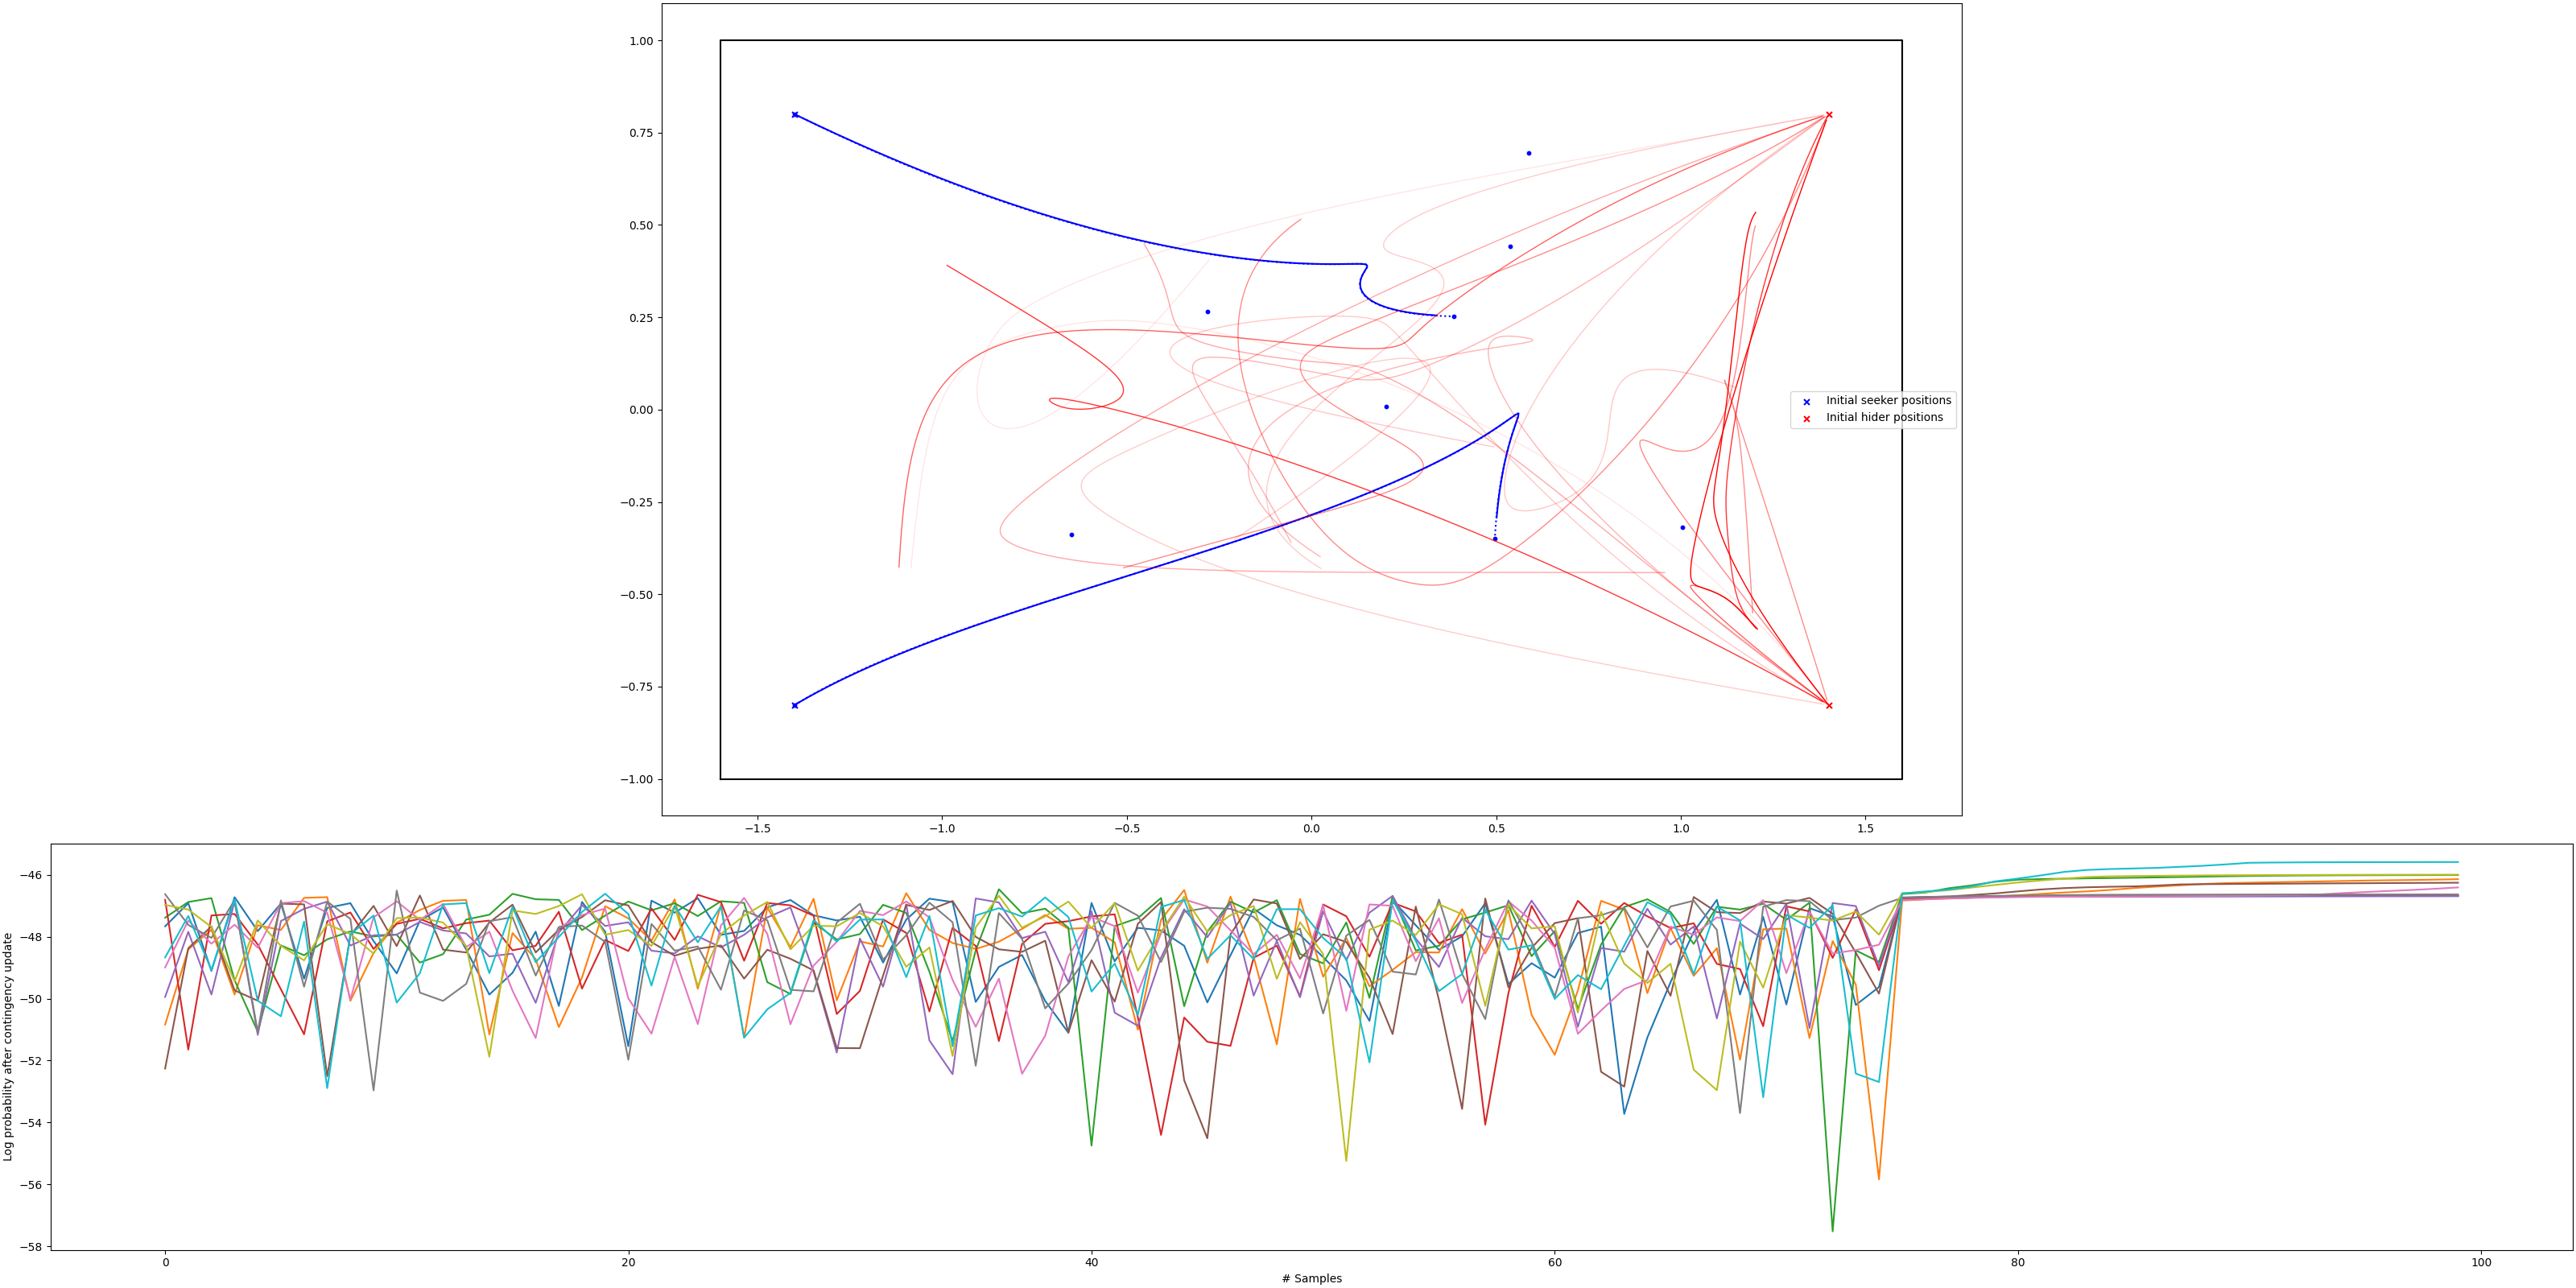 1.00
0.75
0.50
0.25
0.00
−0.25
−0.50
−0.75
−1.00
Initial seeker positions
Initial hider positions
−1.5 −1.0 −0.5 0.0 0.5 1.0 1.5
Log probability after contingency update
−46
−48
−50
−52
−54
−56
−58
0 20 40 60 80 100
# Samples